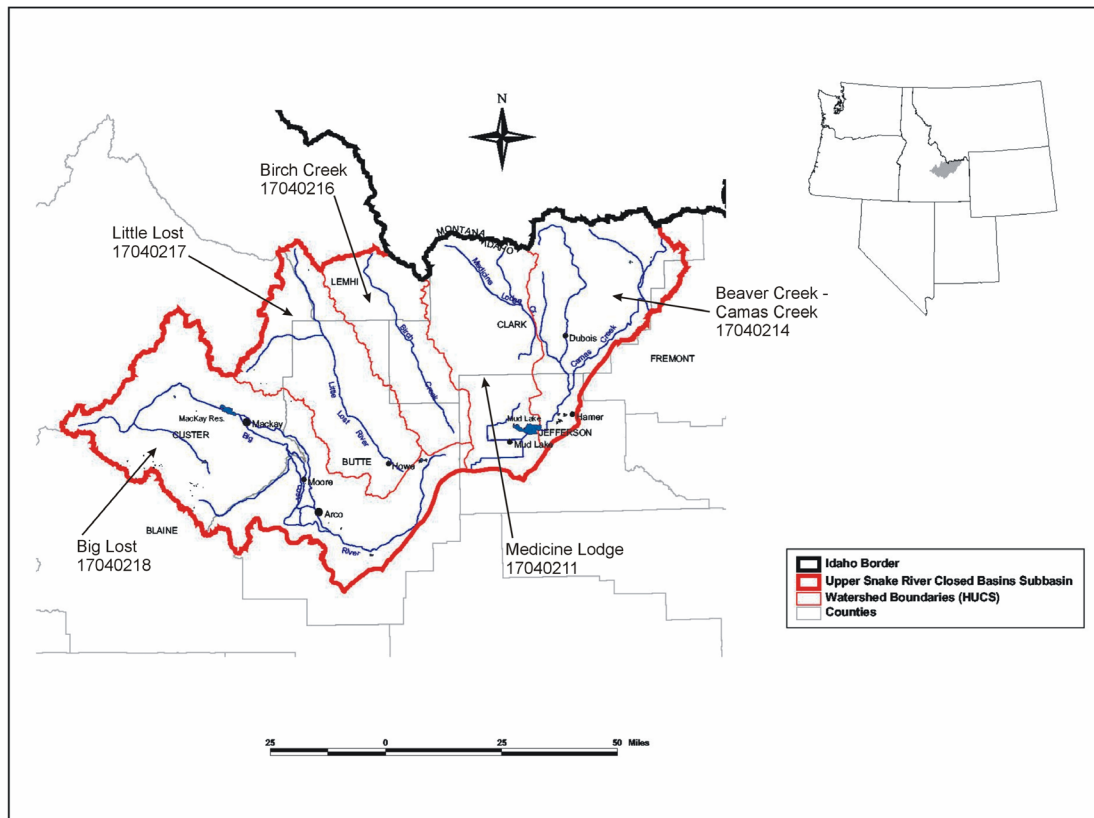 N
Birch Creek
17040216
Little Lost
17040217
MONTANA
IDAHO
LEMHI
Medicine
Lodge
Cr.
CLARK
Beaver Creek -
Camas Creek
17040214
Birch
Creek
Dubois
Camas
Creek
FREMONT
Little
Lost
River
MacKay Res.
Mackay
CUSTER
Big
Mud Lake
Hamer
JEFFERSON
Mud Lake
BUTTE
Howe
Moore
Lost
Arco
River
BLAINE
Big Lost
17040218
Medicine Lodge
17040211
Idaho Border
Upper Snake River Closed Basins Subbasin
Watershed Boundaries (HUCS)
Counties
25 0 25 50 Miles